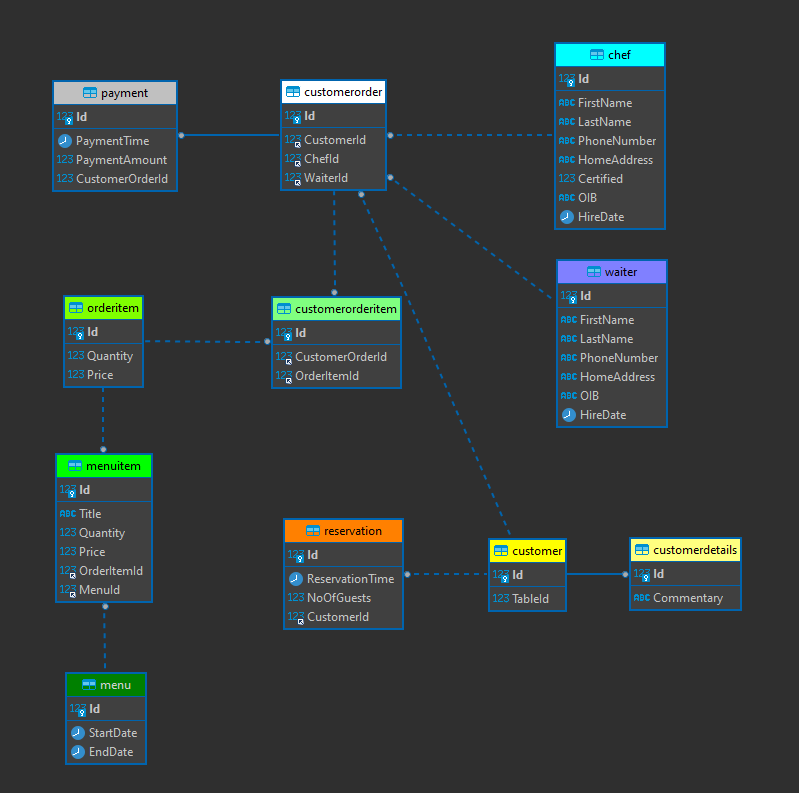 payment
123 Id
PaymentTime
123 PaymentAmount
123 CustomerOrderId
customerorder
123 Id
123 CustomerId
123 ChefId
123 WaiterId
chef
123 Id
ABC FirstName
ABC LastName
ABC PhoneNumber
ABC HomeAddress
123 Certified
ABC OIB
HireDate
waiter
123 Id
ABC FirstName
ABC LastName
ABC PhoneNumber
ABC HomeAddress
ABC OIB
HireDate
orderitem
123 Id
123 Quantity
123 Price
customerorderitem
123 Id
123 CustomerOrderId
123 OrderItemId
menuitem
123 Id
ABC Title
123 Quantity
123 Price
123 OrderItemId
123 MenuId
reservation
123 Id
ReservationTime
123 NoOfGuests
123 CustomerId
customer
123 Id
123 TableId
customerdetails
123 Id
ABC Commentary
menu
123 Id
StartDate
EndDate